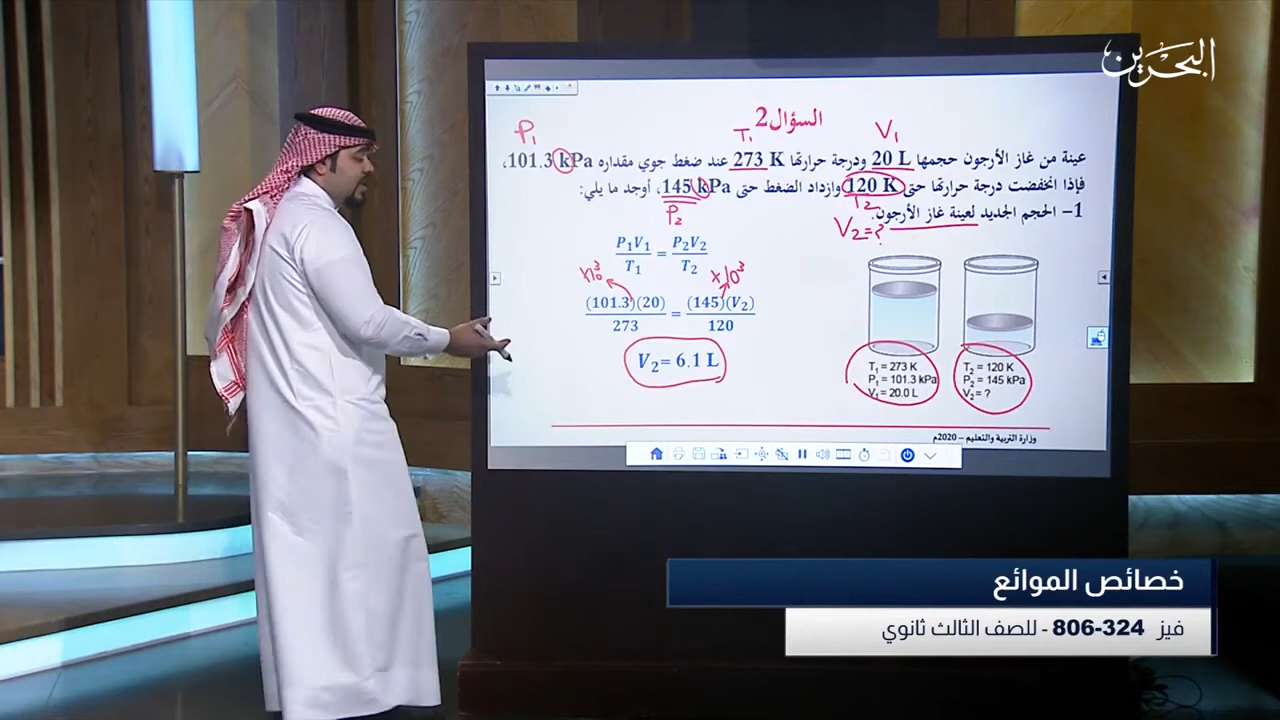 البحرين
السؤال 2
P₁
T₁
V₁
عينة من غاز الأرجون حجمها 20 L ودرجة حرارتها 273 K عند ضغط جوي مقداره 101.3 kPa،
فإذا انخفضت درجة حرارتها حتى 120 K وازداد الضغط حتى 145 kPa، أوجد ما يلي:
P₂
T₂
1- الحجم الجديد لعينة غاز الأرجون.
V₂=?
P₁V₁/T₁ = P₂V₂/T₂
×10³
×10³
(101.3)(20)/273 = (145)(V₂)/120
V₂= 6.1 L
T₁ = 273 K
P₁ = 101.3 kPa
V₁ = 20.0 L
T₂ = 120 K
P₂ = 145 kPa
V₂= ?
وزارة التربية والتعليم – 2020م
خصائص الموائع
فيز 324-806 - للصف الثالث ثانوي